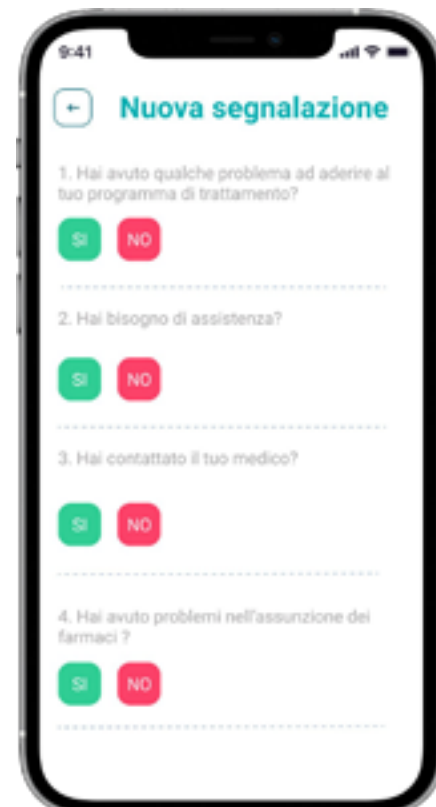 9:41
← Nuova segnalazione
1. Hai avuto qualche problema ad aderire al
tuo programma di trattamento?
SI NO
2. Hai bisogno di assistenza?
SI NO
3. Hai contattato il tuo medico?
SI NO
4. Hai avuto problemi nell'assunzione dei
farmaci ?
SI NO